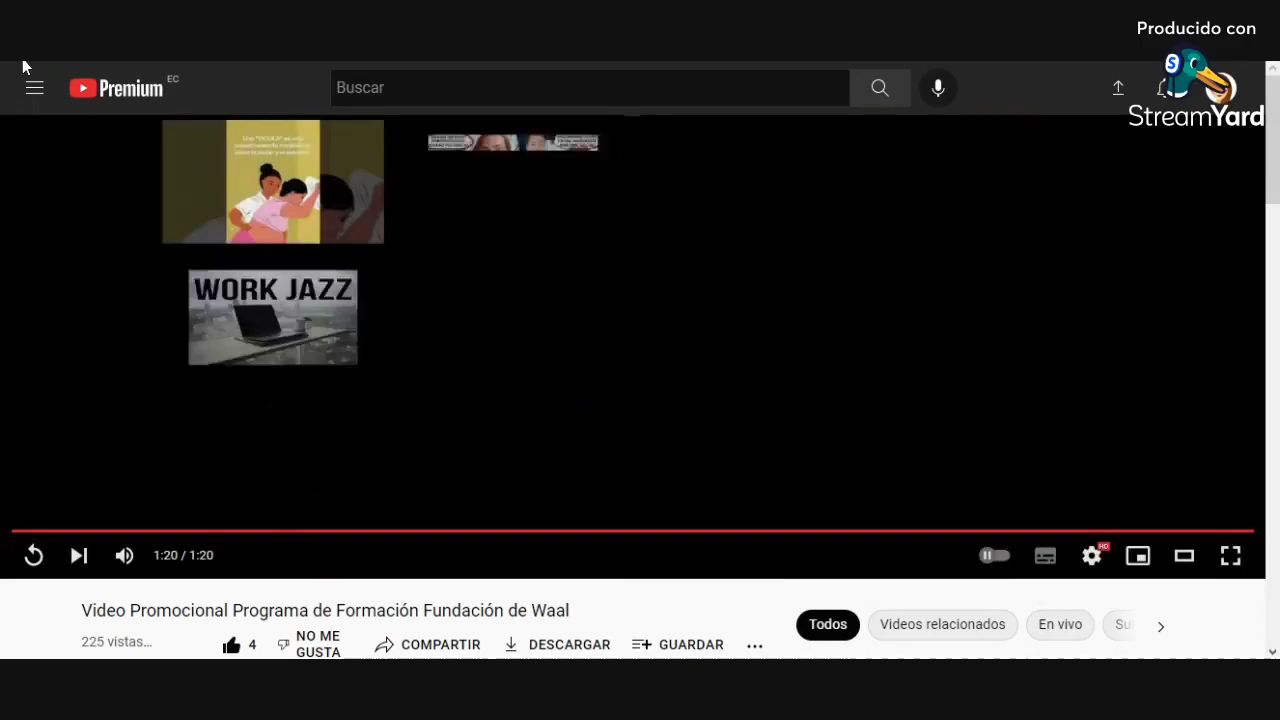 Producido con
StreamYard
Premium EC
Buscar
WORK JAZZ
1:20 / 1:20
HD
Video Promocional Programa de Formación Fundación de Waal
225 vistas...
4
NO ME GUSTA
COMPARTIR
DESCARGAR
GUARDAR
Todos
Videos relacionados
En vivo